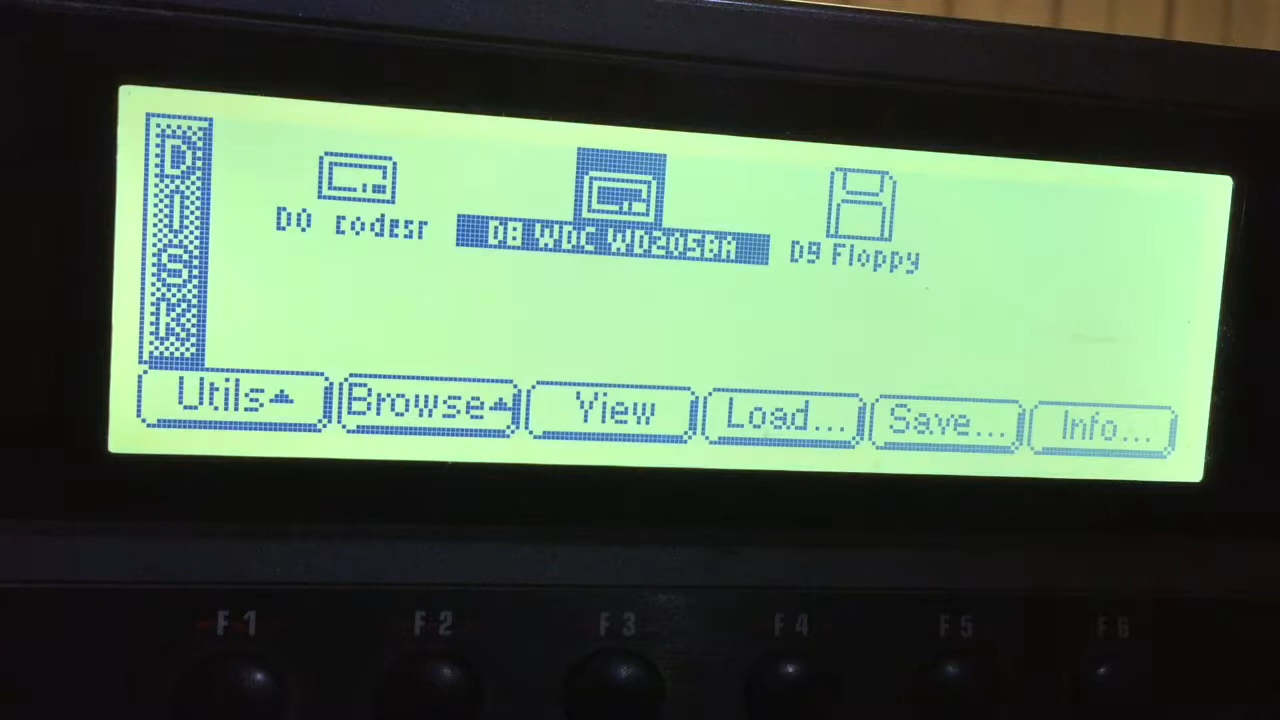 DISK
D0 codesr
D8 WDC WD205BA
D9 Floppy
Utils Browse View Load... Save... Info...
F1 F2 F3 F4 F5 F6